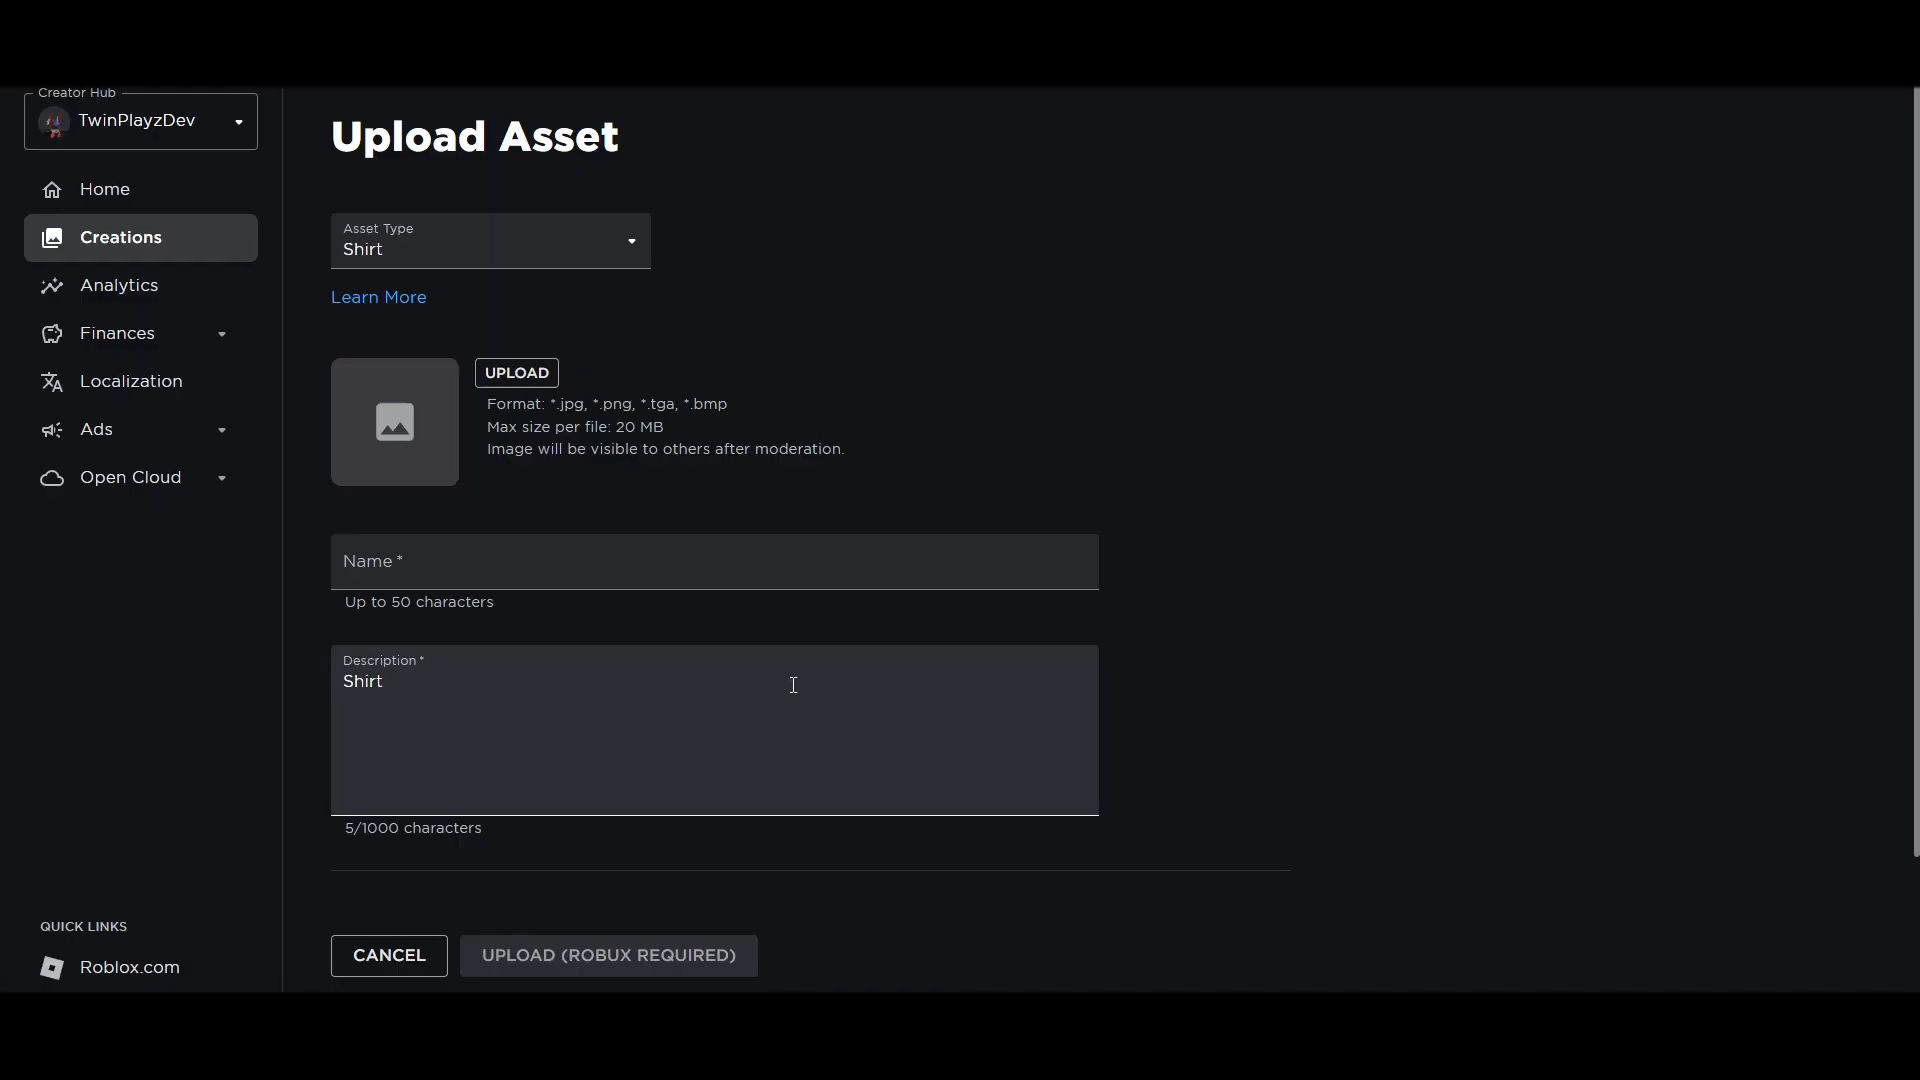 Creator Hub
TwinPlayzDev
Home
Creations
Analytics
Finances
Localization
Ads
Open Cloud
QUICK LINKS
Roblox.com
Upload Asset
Asset Type
Shirt
Learn More
UPLOAD
Format: *.jpg, *.png, *.tga, *.bmp
Max size per file: 20 MB
Image will be visible to others after moderation.
Name *
Up to 50 characters
Description *
Shirt
5/1000 characters
CANCEL
UPLOAD (ROBUX REQUIRED)